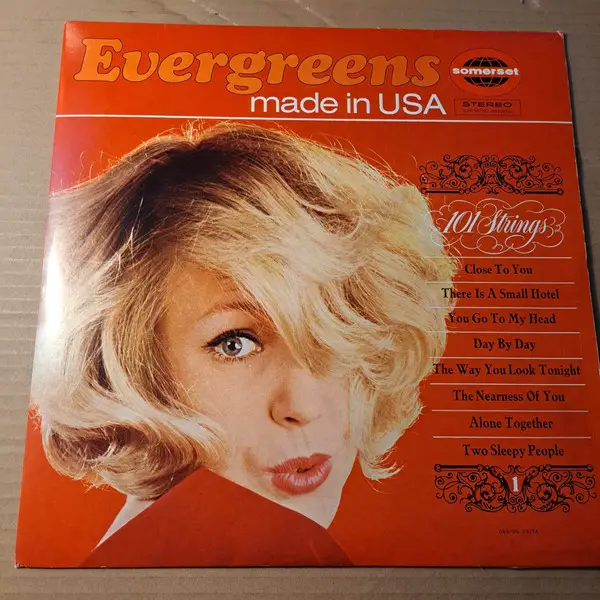 Evergreens
made in USA
somerset
STEREO
101 Strings
Close To You
There Is A Small Hotel
You Go To My Head
Day By Day
The Way You Look Tonight
The Nearness Of You
Alone Together
Two Sleepy People
1